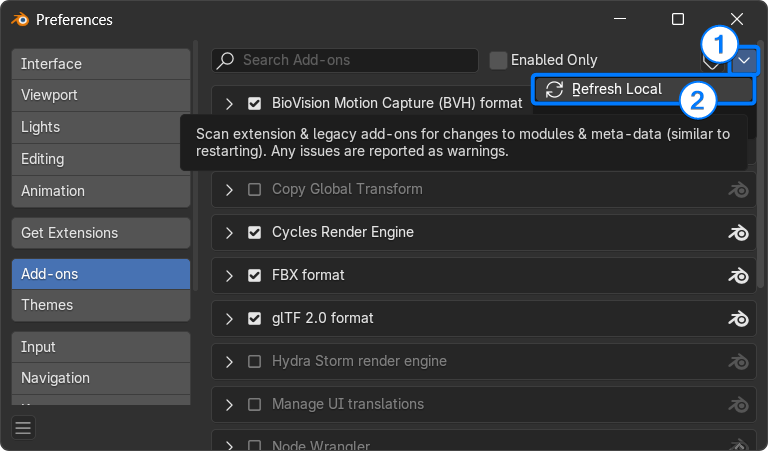 Preferences
Interface
Viewport
Lights
Editing
Animation
Get Extensions
Add-ons
Themes
Input
Navigation
Search Add-ons
Enabled Only
1
Refresh Local
2
BioVision Motion Capture (BVH) format
Scan extension & legacy add-ons for changes to modules & meta-data (similar to
restarting). Any issues are reported as warnings.
Copy Global Transform
Cycles Render Engine
FBX format
glTF 2.0 format
Hydra Storm render engine
Manage UI translations
Node Wrangler